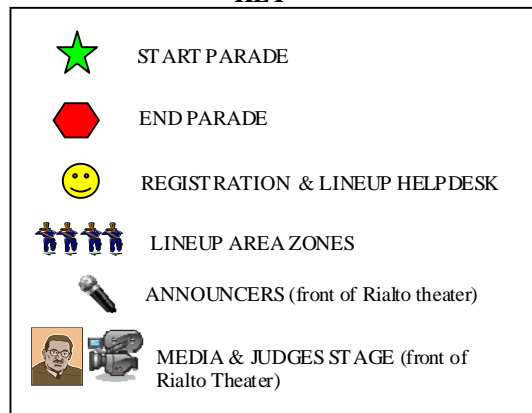 START PARADE
END PARADE
REGISTRATION & LINEUP HELPDESK
LINEUP AREA ZONES
ANNOUNCERS (front of Rialto theater)
MEDIA & JUDGES STAGE (front of
Rialto Theater)